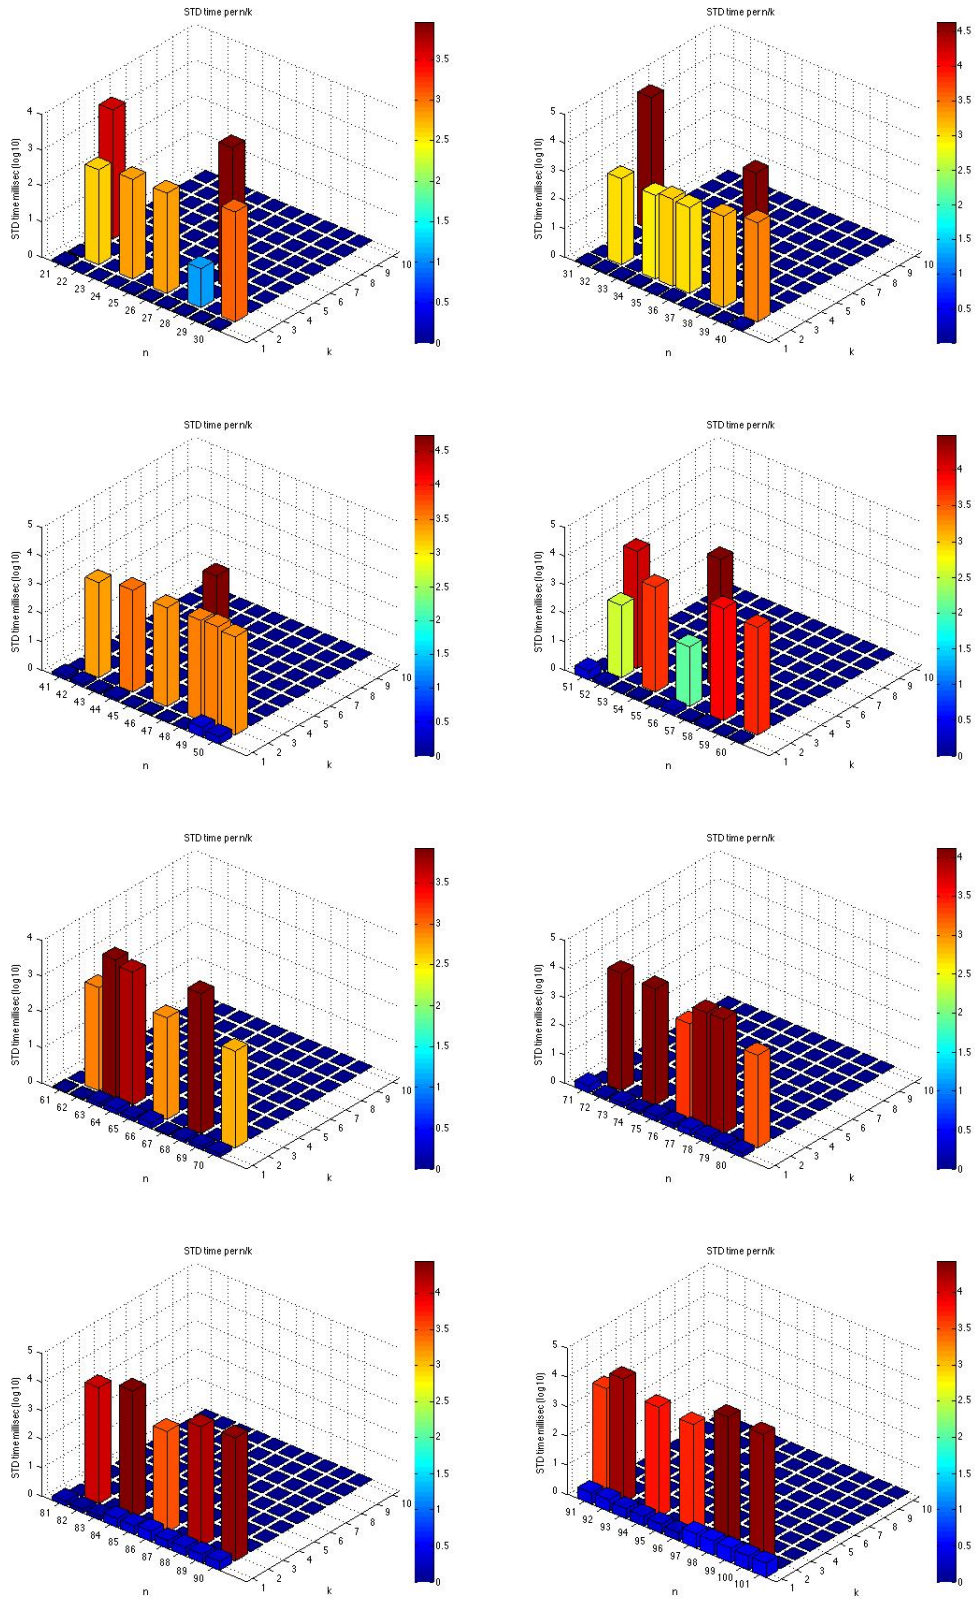 STD time per n/k
STD time millisec (log10)
4
3
2
1
0
21 22 23 24 25 26 27 28 29 30
n
1 2 3 4 5 6 7 8 9 10
k
3.5
3
2.5
2
1.5
1
0.5
0
STD time per n/k
STD time millisec (log10)
5
4
3
2
1
0
31 32 33 34 35 36 37 38 39 40
n
1 2 3 4 5 6 7 8 9 10
k
4.5
4
3.5
3
2.5
2
1.5
1
0.5
STD time per n/k
STD time millisec (log10)
5
4
3
2
1
0
41 42 43 44 45 46 47 48 49 50
n
1 2 3 4 5 6 7 8 9 10
k
4.5
4
3.5
3
2.5
2
1.5
1
0.5
0
STD time per n/k
STD time millisec (log10)
5
4
3
2
1
0
51 52 53 54 55 56 57 58 59 60
n
1 2 3 4 5 6 7 8 9 10
k
4
3.5
3
2.5
2
1.5
1
0.5
0
STD time per n/k
STD time millisec (log10)
4
3
2
1
0
61 62 63 64 65 66 67 68 69 70
n
1 2 3 4 5 6 7 8 9 10
k
3.5
3
2.5
2
1.5
1
0.5
0
STD time per n/k
STD time millisec (log10)
5
4
3
2
1
0
71 72 73 74 75 76 77 78 79 80
n
1 2 3 4 5 6 7 8 9 10
k
4
3.5
3
2.5
2
1.5
1
0.5
0
STD time per n/k
STD time millisec (log10)
5
4
3
2
1
0
81 82 83 84 85 86 87 88 89 90
n
1 2 3 4 5 6 7 8 9 10
k
4
3.5
3
2.5
2
1.5
1
0.5
0
STD time per n/k
STD time millisec (log10)
5
4
3
2
1
0
91 92 93 94 95 96 97 98 99 100 101
n
1 2 3 4 5 6 7 8 9 10
k
4
3.5
3
2.5
2
1.5
1
0.5
0